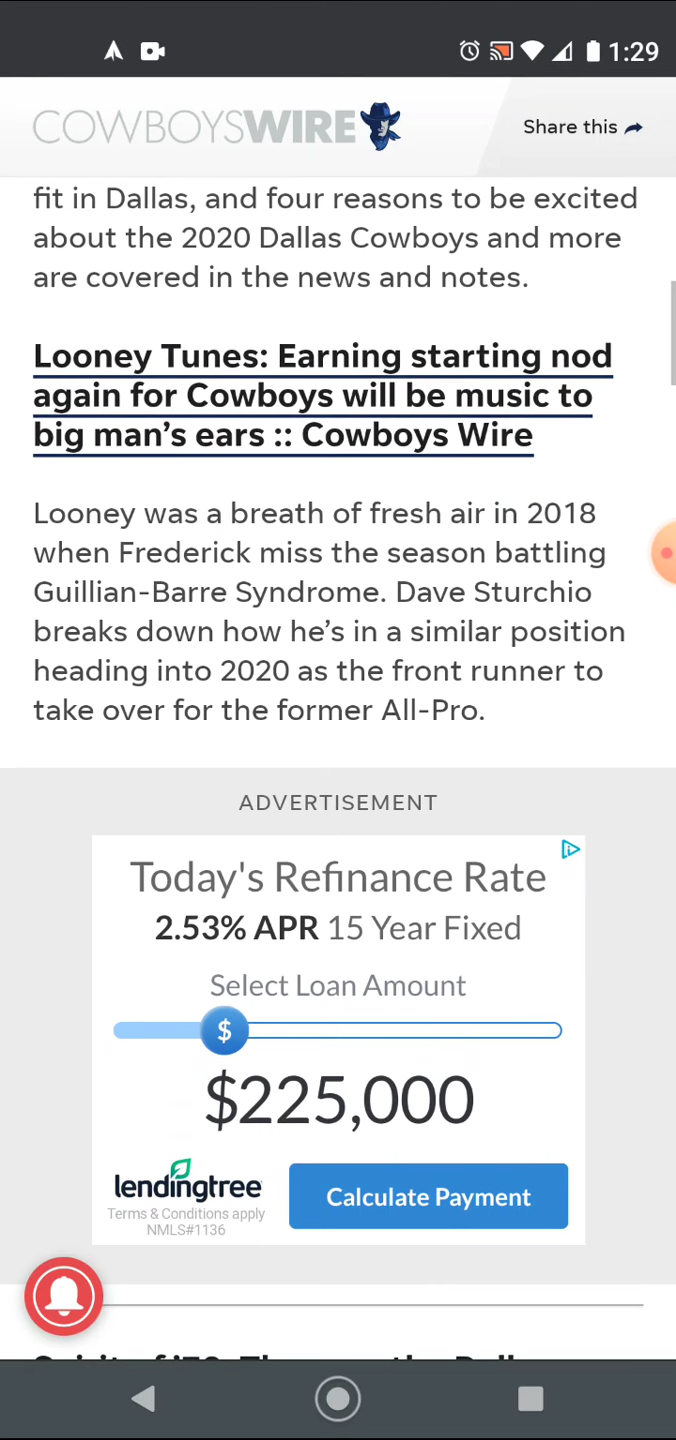 1:29
COWBOYSWIRE
Share this
fit in Dallas, and four reasons to be excited
about the 2020 Dallas Cowboys and more
are covered in the news and notes.
Looney Tunes: Earning starting nod
again for Cowboys will be music to
big man’s ears :: Cowboys Wire
Looney was a breath of fresh air in 2018
when Frederick miss the season battling
Guillian-Barre Syndrome. Dave Sturchio
breaks down how he’s in a similar position
heading into 2020 as the front runner to
take over for the former All-Pro.
ADVERTISEMENT
Today's Refinance Rate
2.53% APR 15 Year Fixed
Select Loan Amount
$
$225,000
lendingtree
Terms & Conditions apply
NMLS#1136
Calculate Payment